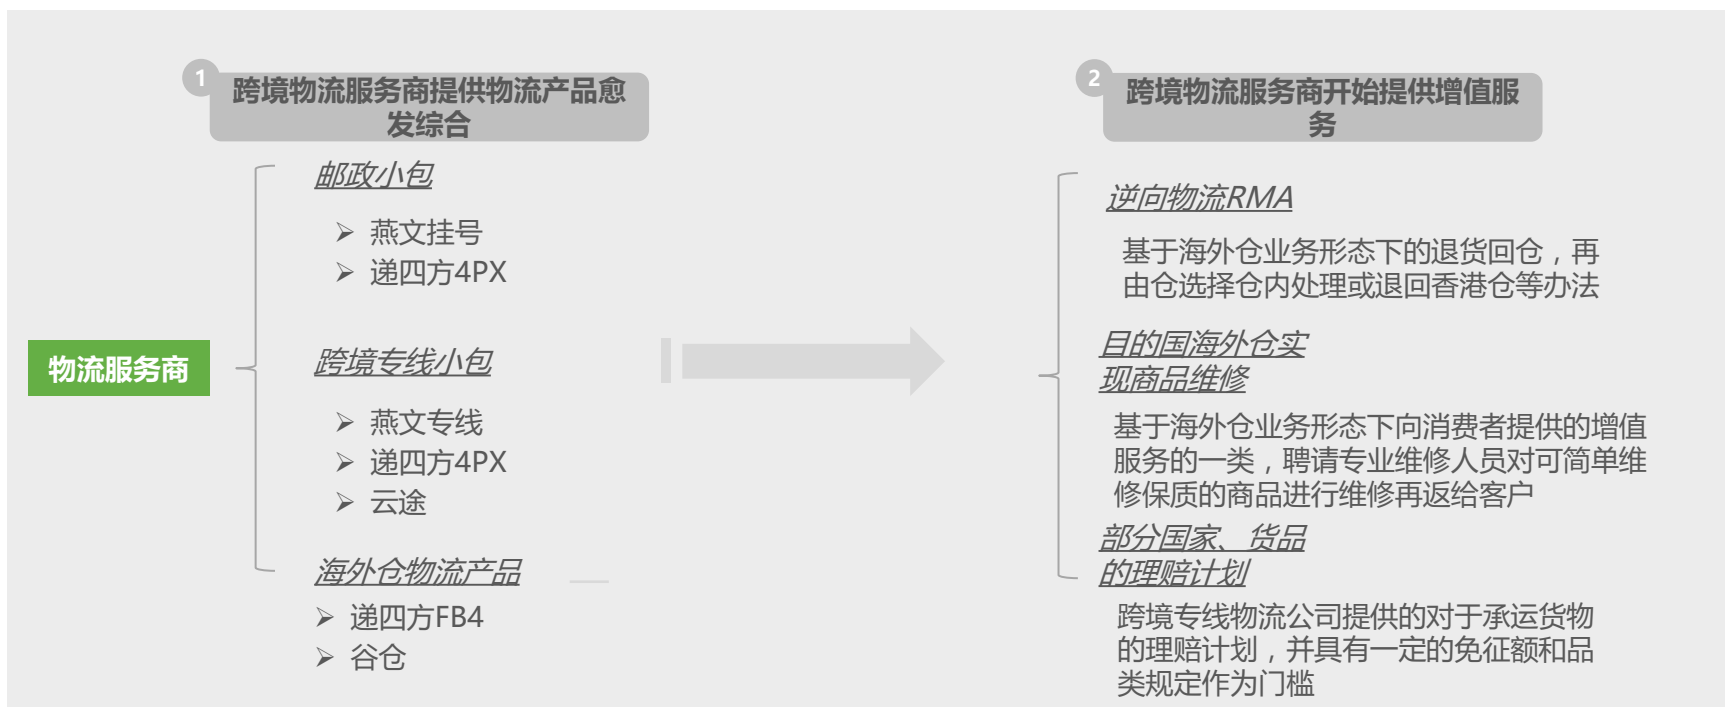 1
跨境物流服务商提供物流产品愈
发综合
邮政小包
燕文挂号
递四方4PX
物流服务商
跨境专线小包
燕文专线
递四方4PX
云途
海外仓物流产品
递四方FB4
谷仓
2
跨境物流服务商开始提供增值服
务
逆向物流RMA
基于海外仓业务形态下的退货回仓，再
由仓选择仓内处理或退回香港仓等办法
目的国海外仓实
现商品维修
基于海外仓业务形态下向消费者提供的增值
服务的一类，聘请专业维修人员对可简单维
修保质的商品进行维修再返给客户
部分国家、货品
的理赔计划
跨境专线物流公司提供的对于承运货物
的理赔计划，并具有一定的免征额和品
类规定作为门槛